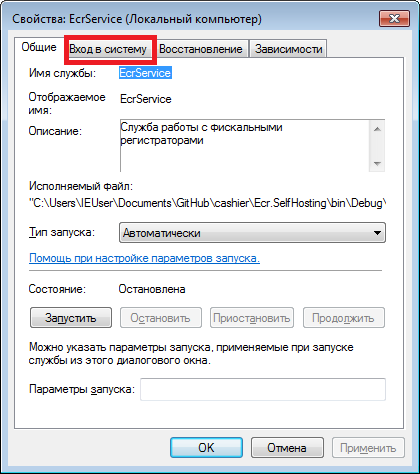 Свойства: EcrService (Локальный компьютер)
Общие Вход в систему Восстановление Зависимости
Имя службы: EcrService
Отображаемое имя: EcrService
Описание: Служба работы с фискальными
регистраторами
Исполняемый файл:
"C:\Users\IEUser\Documents\GitHub\cashier\Ecr.SelfHosting\bin\Debug\
Тип запуска: Автоматически
Помощь при настройке параметров запуска.
Состояние: Остановлена
Запустить Остановить Приостановить Продолжить
Можно указать параметры запуска, применяемые при запуске
службы из этого диалогового окна.
Параметры запуска:
OK Отмена Применить